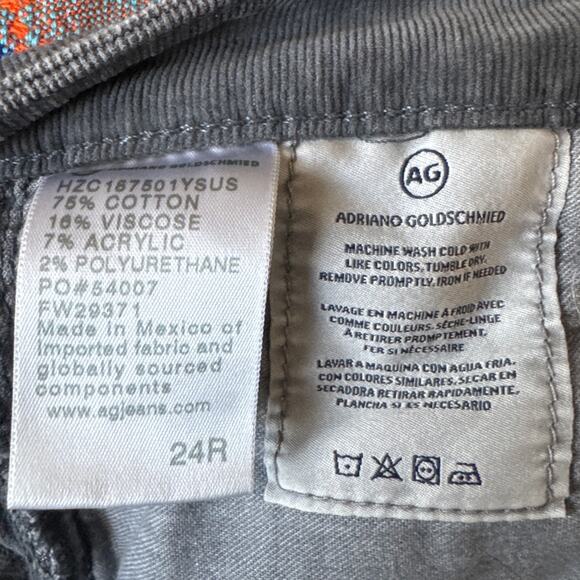 GOLDSCHMIED
HZC187501YSUS
75% COTTON
16% VISCOSE
7% ACRYLIC
2% POLYURETHANE
PO#54007
FW29371
Made in Mexico of
imported fabric and
globally sourced
components
www.agjeans.com
24R
AG
ADRIANO GOLDSCHMIED
MACHINE WASH COLD WITH
LIKE COLORS, TUMBLE DRY.
REMOVE PROMPTLY, IRON IF NEEDED
LAVAGE EN MACHINE À FROID AVEC
COMME COULEURS. SÈCHE-LINGE
À RETIRER PROMPTEMENT.
FER SI NÉCESSAIRE
LAVAR A MAQUINA CON AGUA FRIA.
CON COLORES SIMILARES. SECAR EN
SECADORA RETIRAR RAPIDAMENTE.
PLANCHA SI ES NECESARIO